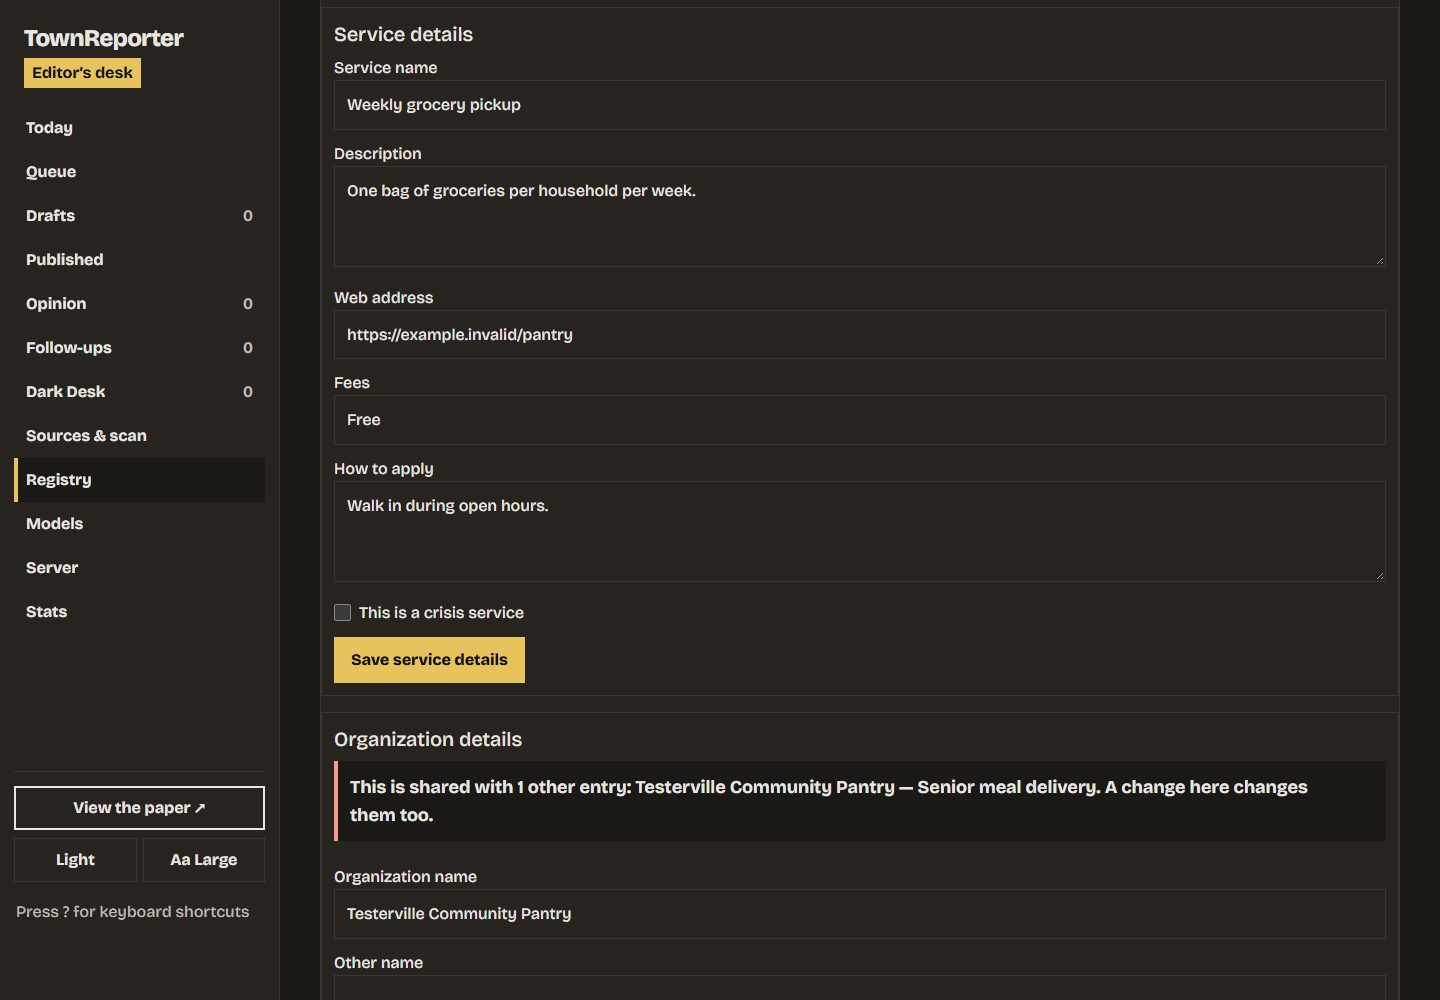 TownReporter
Editor's desk
Today
Queue
Drafts 0
Published
Opinion 0
Follow-ups 0
Dark Desk 0
Sources & scan
Registry
Models
Server
Stats
View the paper ↗
Light
Aa Large
Press ? for keyboard shortcuts
Service details
Service name
Weekly grocery pickup
Description
One bag of groceries per household per week.
Web address
https://example.invalid/pantry
Fees
Free
How to apply
Walk in during open hours.
This is a crisis service
Save service details
Organization details
This is shared with 1 other entry: Testerville Community Pantry — Senior meal delivery. A change here changes
them too.
Organization name
Testerville Community Pantry
Other name